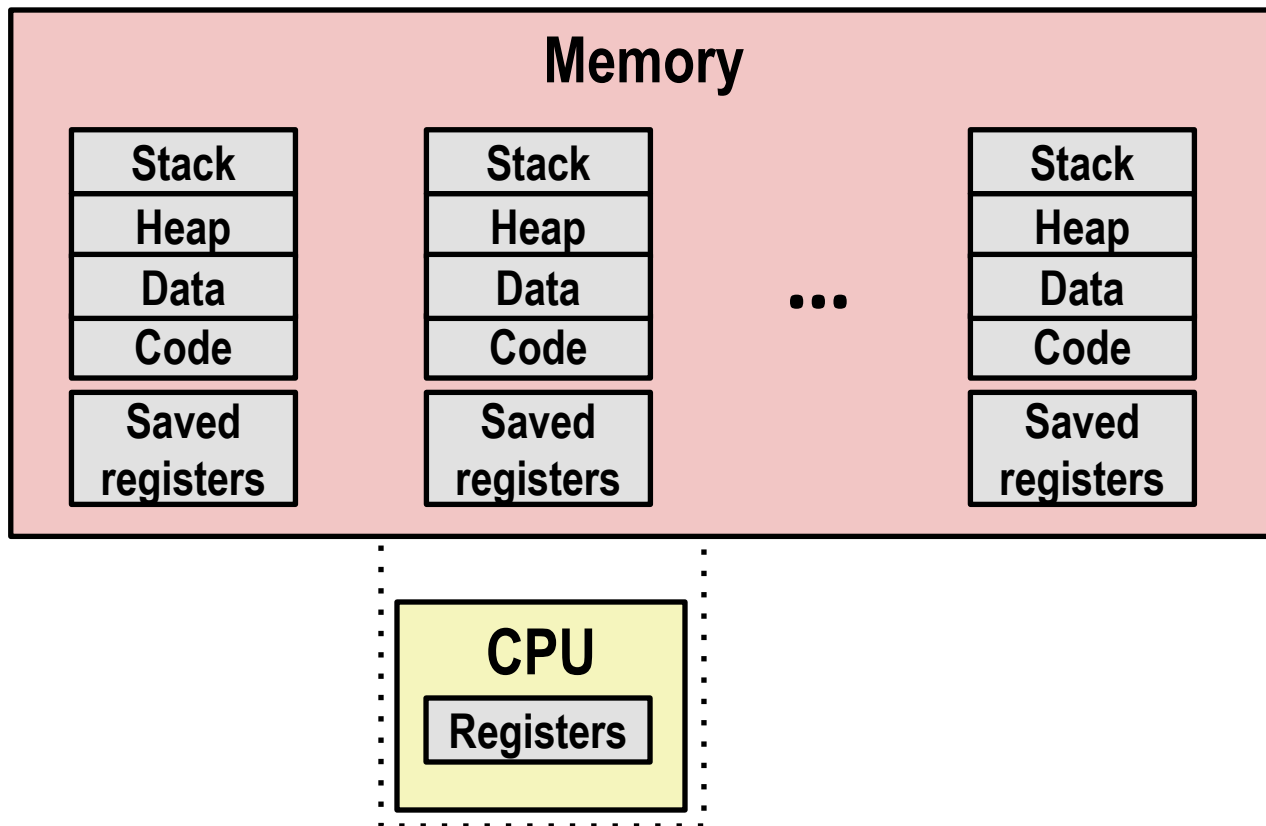 Memory
Stack
Heap
Data
Code
Saved
registers
Stack
Heap
Data
Code
Saved
registers
...
Stack
Heap
Data
Code
Saved
registers
CPU
Registers